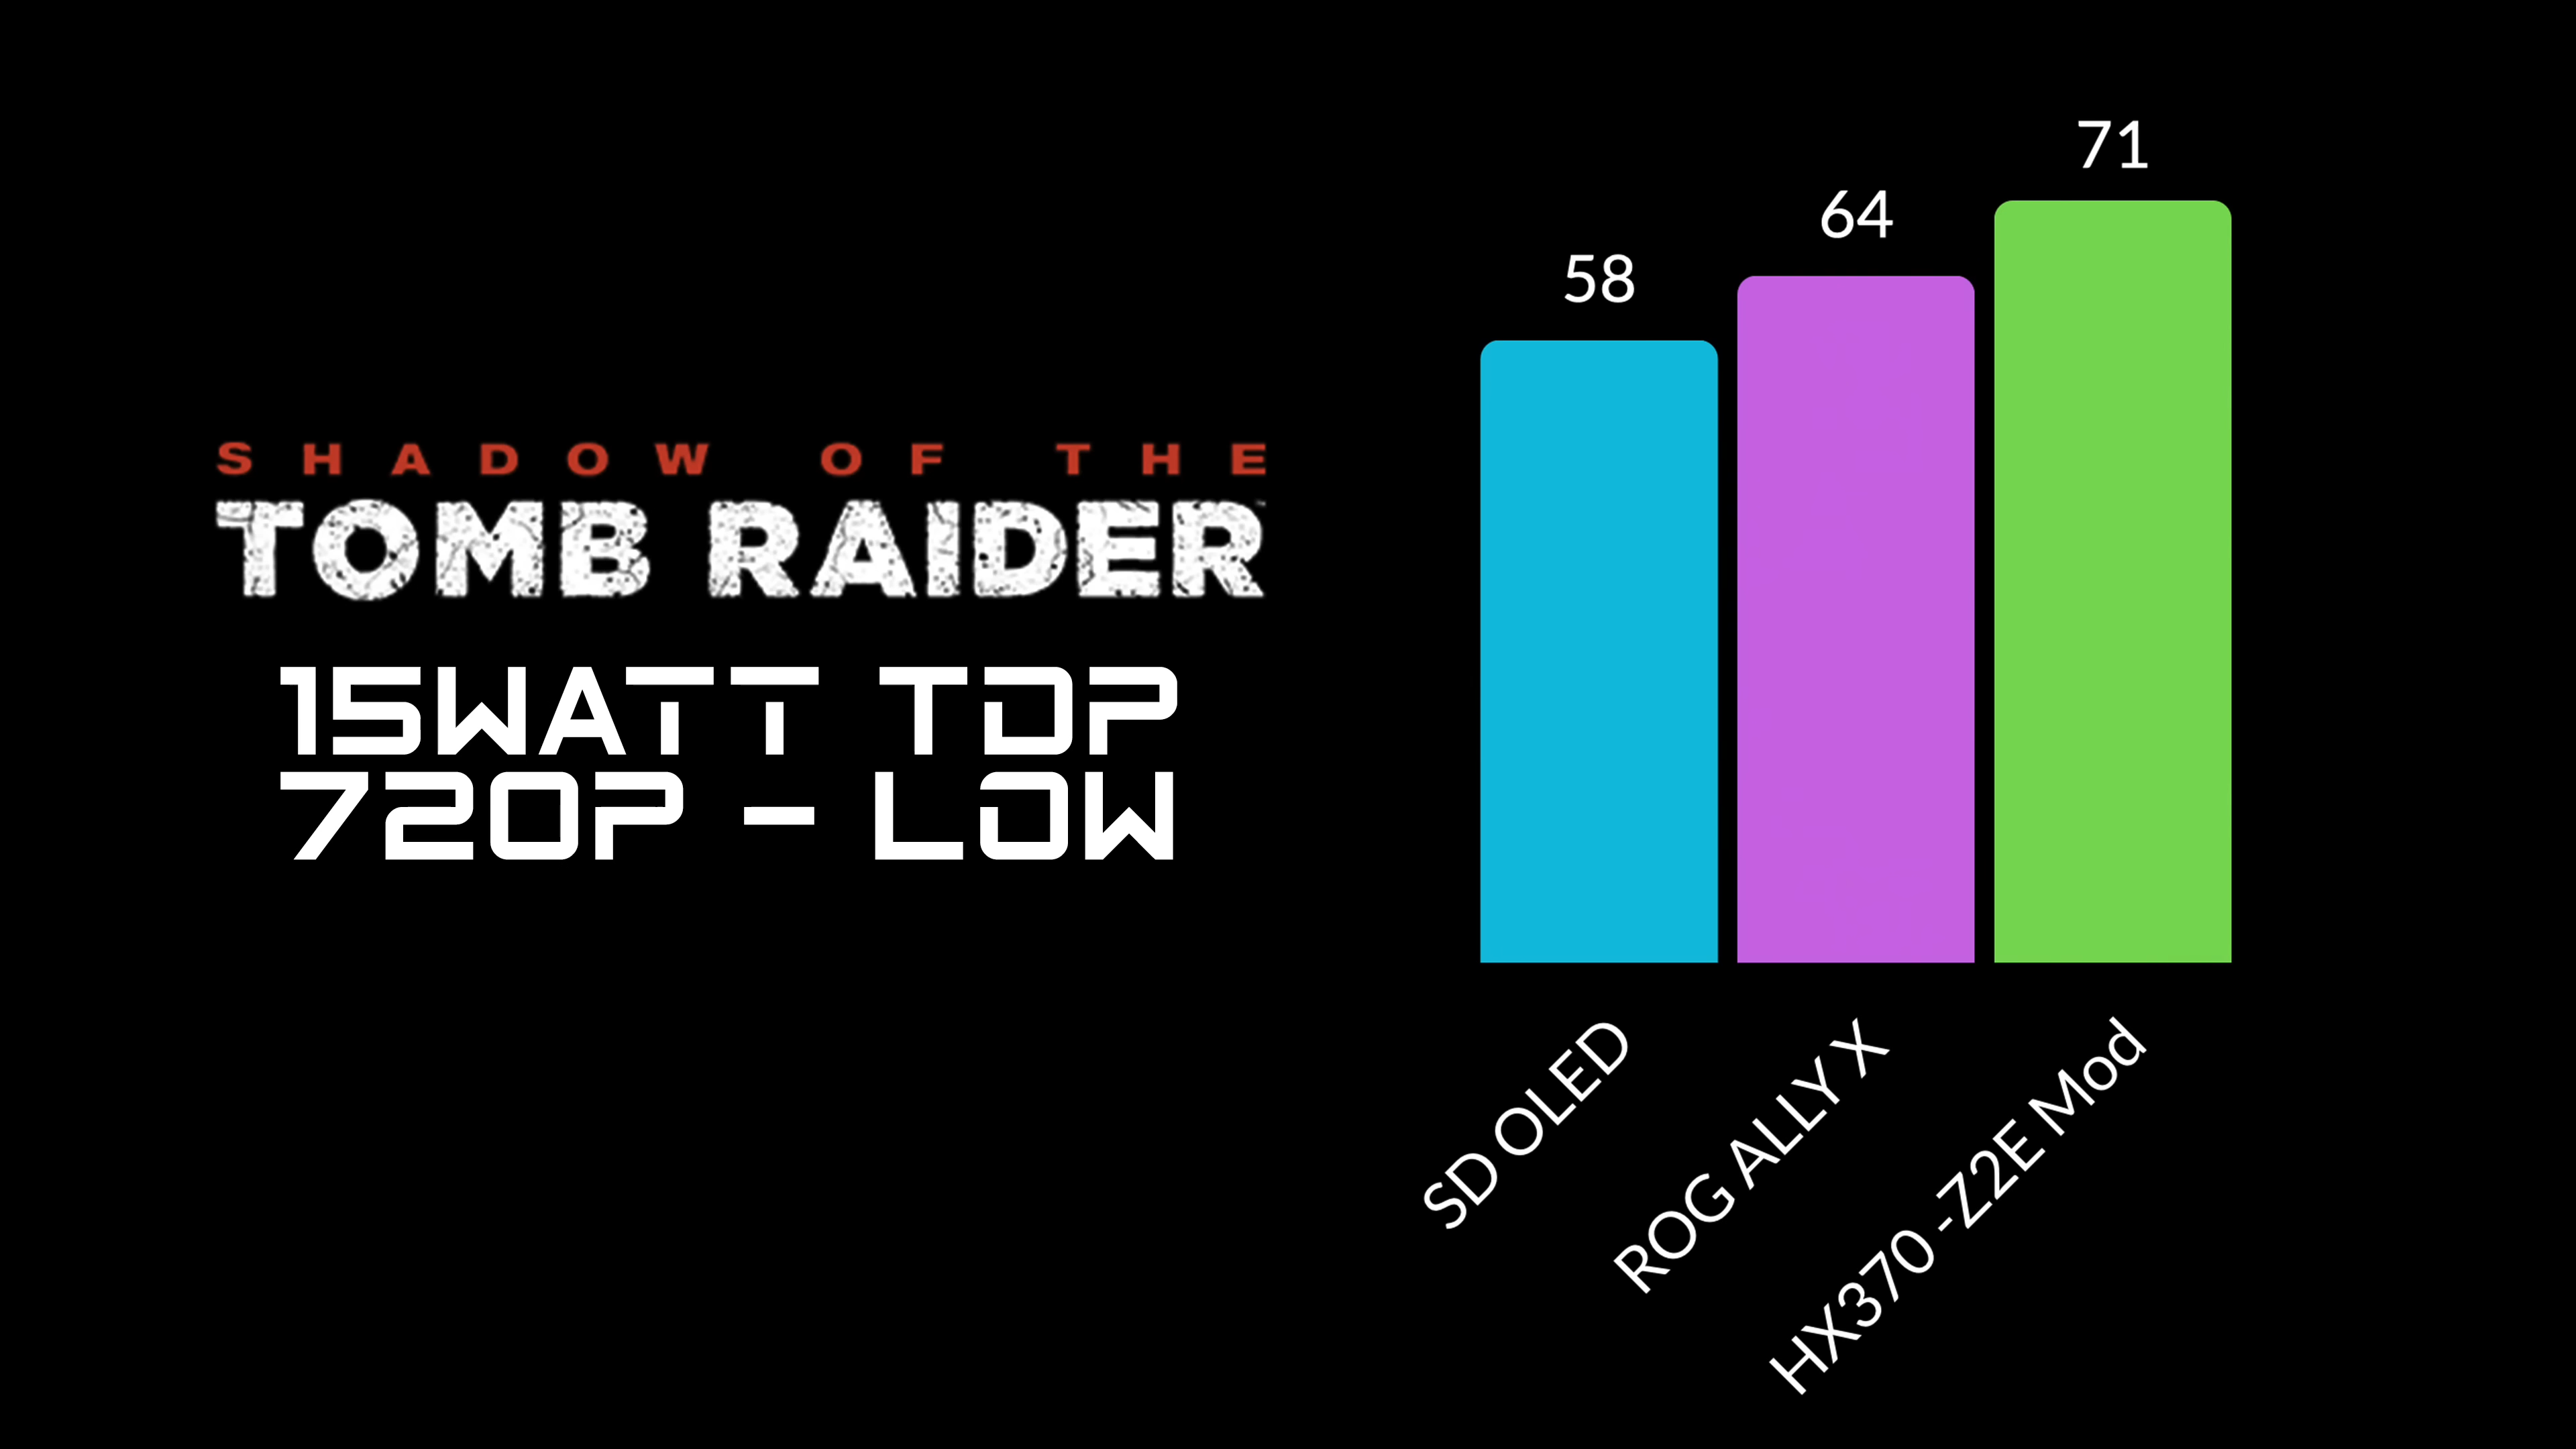 SHADOW OF THE
TOMB RAIDER
15WATT TDP
720P - LOW
58
64
71
SD OLED
ROG ALLY X
HX370 -Z2E Mod